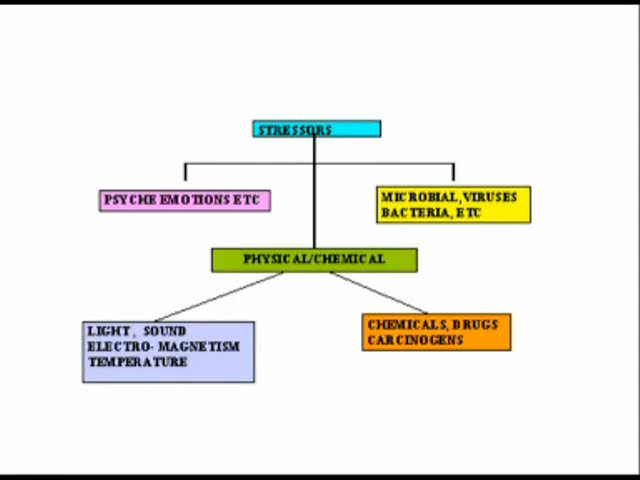 STRESSORS
PSYCHE EMOTIONS ETC
MICROBIAL, VIRUSES
BACTERIA, ETC
PHYSICAL/CHEMICAL
LIGHT, SOUND
ELECTRO- MAGNETISM
TEMPERATURE
CHEMICALS, DRUGS
CARCINOGENS